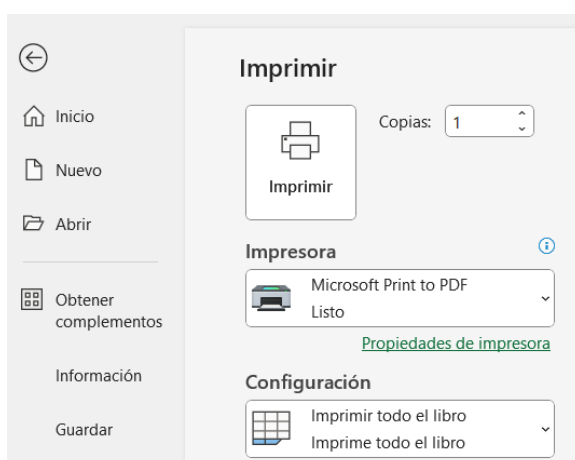 Imprimir
Inicio
Nuevo
Abrir
Obtener
complementos
Información
Guardar
Imprimir
Copias: 1
Impresora
Microsoft Print to PDF
Listo
Propiedades de impresora
Configuración
Imprimir todo el libro
Imprime todo el libro